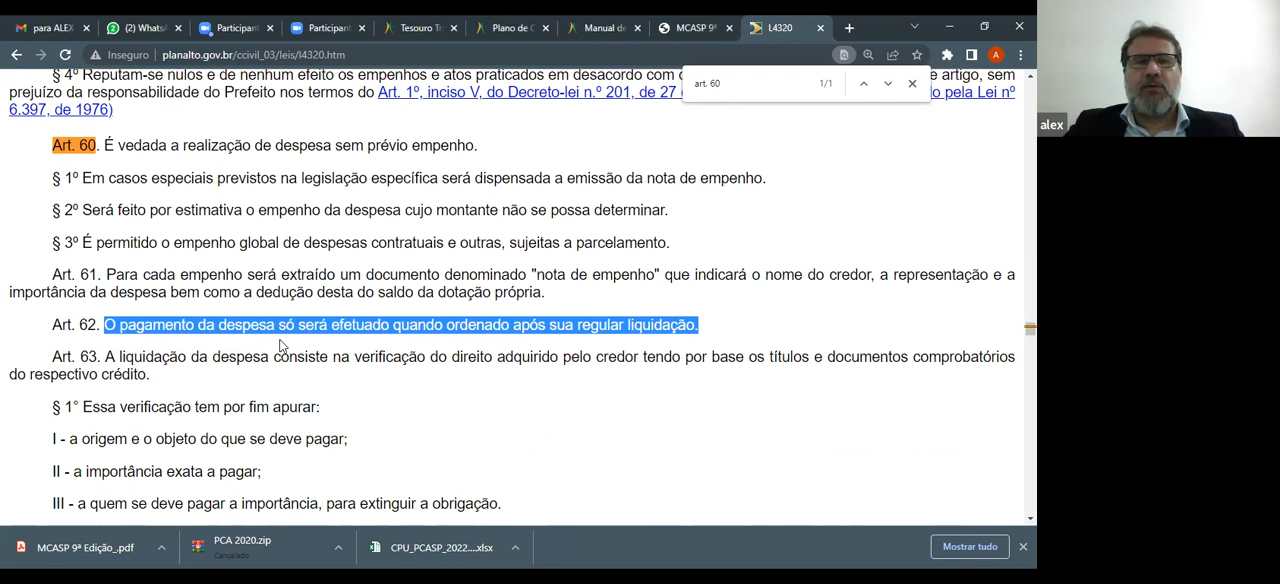 para ALEX
(2) Whats
Participant
Participant
Tesouro Tr
Plano de C
Manual de
MCASP 9ª
L4320
Inseguro
planalto.gov.br/ccivil_03/leis/l4320.htm
A
art. 60
1/1
§ 4º Reputam-se nulos e de nenhum efeito os empenhos e atos praticados em desacordo com o e artigo, sem
prejuízo da responsabilidade do Prefeito nos termos do Art. 1º, inciso V, do Decreto-lei n.º 201, de 27 o pela Lei nº
6.397, de 1976)
Art. 60. É vedada a realização de despesa sem prévio empenho.
§ 1º Em casos especiais previstos na legislação específica será dispensada a emissão da nota de empenho.
§ 2º Será feito por estimativa o empenho da despesa cujo montante não se possa determinar.
§ 3º É permitido o empenho global de despesas contratuais e outras, sujeitas a parcelamento.
Art. 61. Para cada empenho será extraído um documento denominado "nota de empenho" que indicará o nome do credor, a representação e a
importância da despesa bem como a dedução desta do saldo da dotação própria.
Art. 62. O pagamento da despesa só será efetuado quando ordenado após sua regular liquidação.
Art. 63. A liquidação da despesa consiste na verificação do direito adquirido pelo credor tendo por base os títulos e documentos comprobatórios
do respectivo crédito.
§ 1° Essa verificação tem por fim apurar:
I - a origem e o objeto do que se deve pagar;
II - a importância exata a pagar;
III - a quem se deve pagar a importância, para extinguir a obrigação.
MCASP 9ª Edição_.pdf
PCA 2020.zip
Cancelado
CPU_PCASP_2022....xlsx
Mostrar tudo
alex